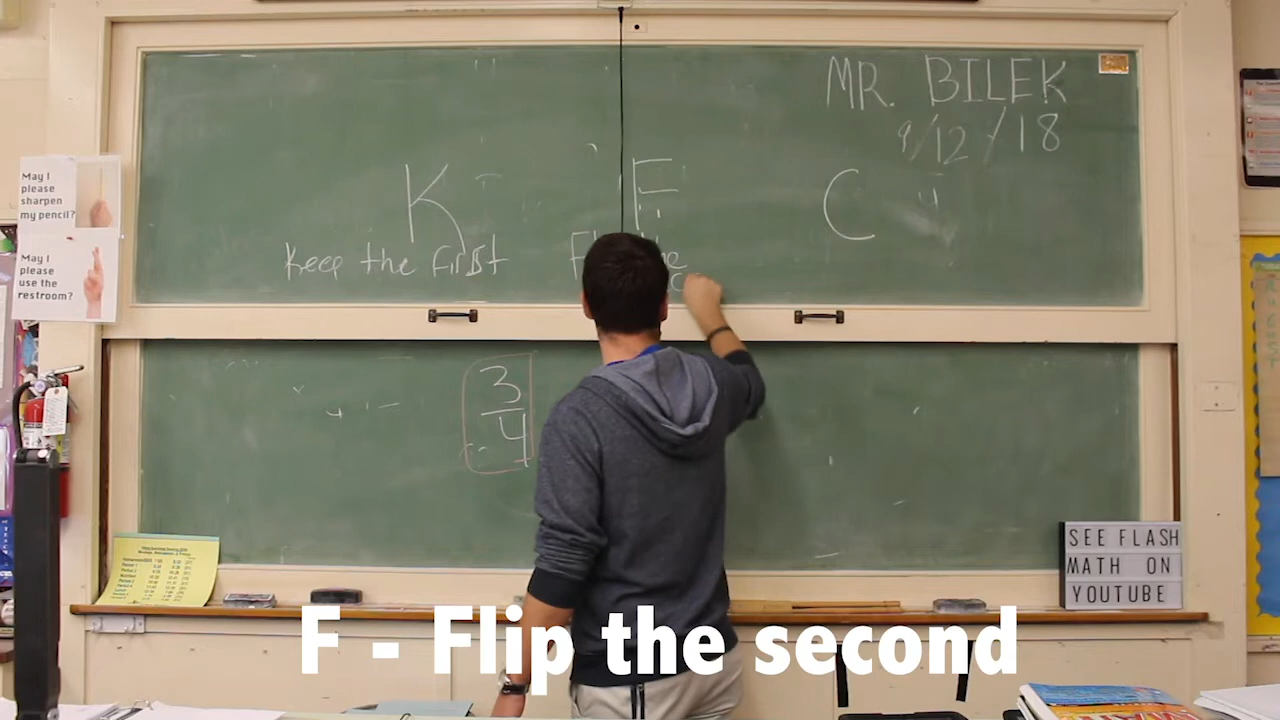 MR. BILEK
9/12/18
K F C
Keep the first
3
4
May I
please
sharpen
my pencil?
May I
please
use the
restroom?
SEE FLASH
MATH ON
YOUTUBE
F - Flip the second